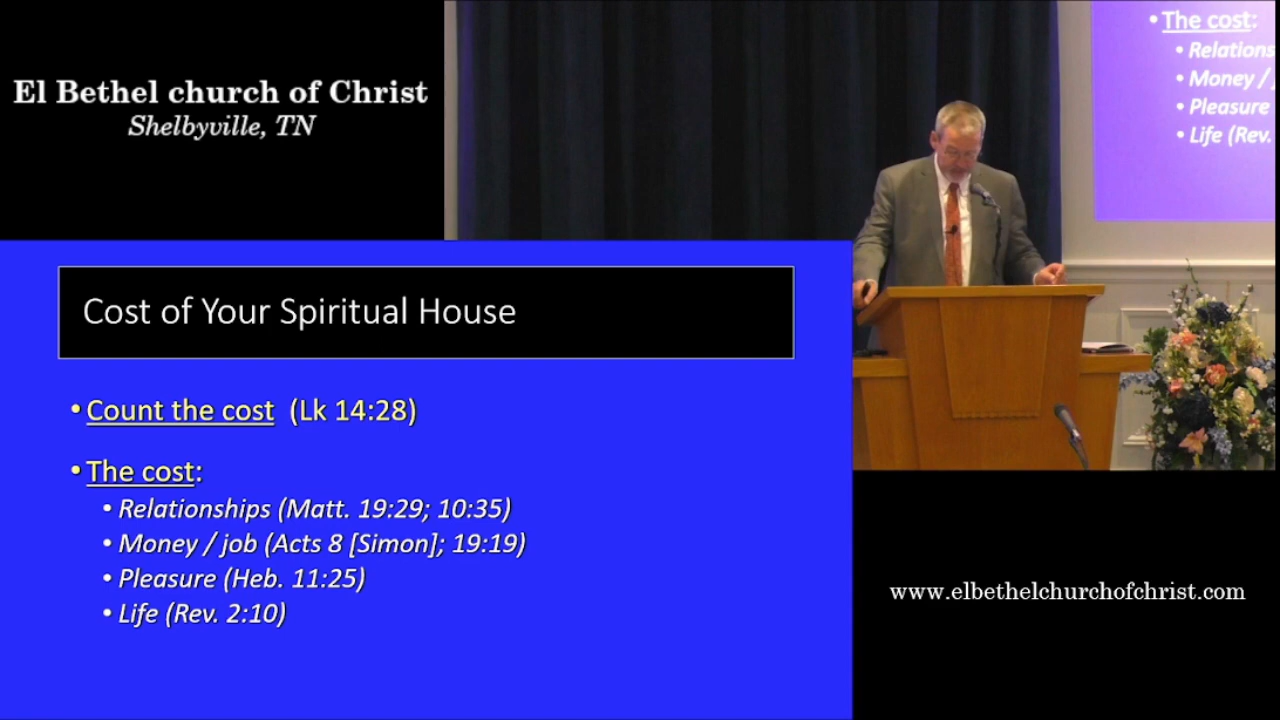 El Bethel church of Christ
Shelbyville, TN
• The cost:
• Relations
• Money /
• Pleasure
• Life (Rev.
Cost of Your Spiritual House
• Count the cost (Lk 14:28)
• The cost:
• Relationships (Matt. 19:29; 10:35)
• Money / job (Acts 8 [Simon]; 19:19)
• Pleasure (Heb. 11:25)
• Life (Rev. 2:10)
www.elbethelchurchofchrist.com